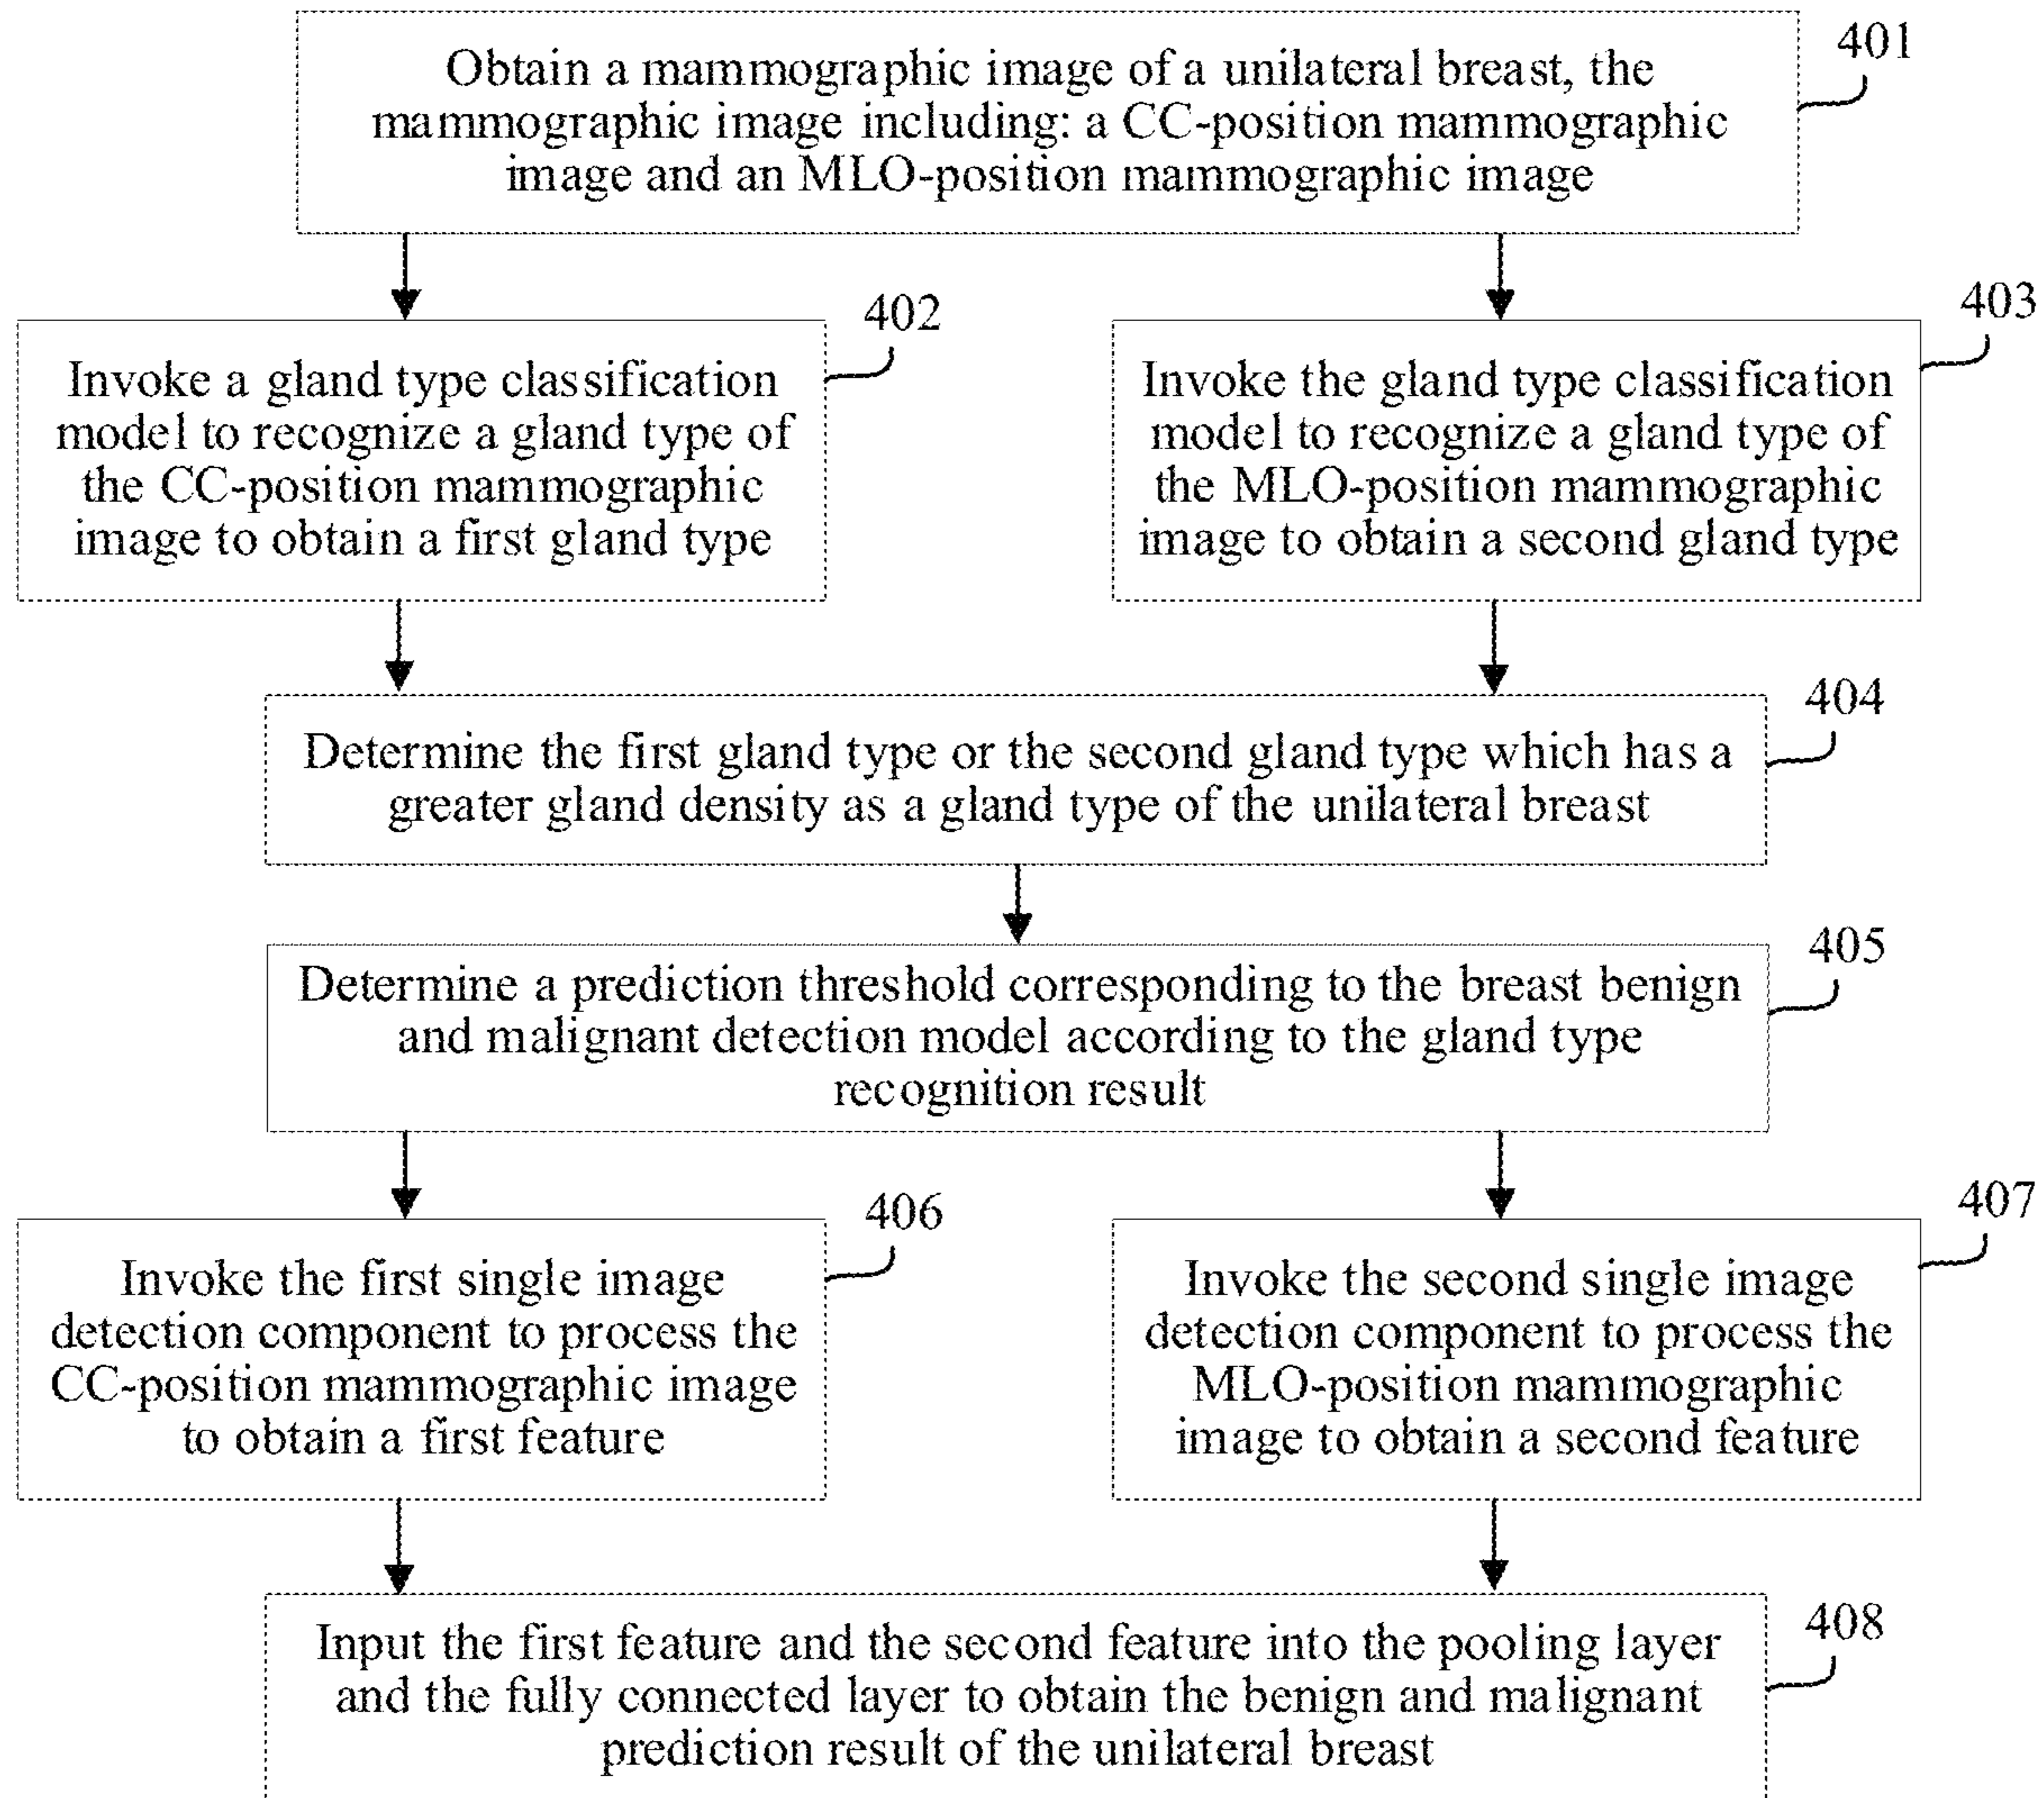 Obtain a mammographic image of a unilateral breast, the
mammographic image including: a CC-position mammographic
image and an MLO-position mammographic image
401
Invoke a gland type classification
model to recognize a gland type of
the CC-position mammographic
image to obtain a first gland type
402
Invoke the gland type classification
model to recognize a gland type of
the MLO-position mammographic
image to obtain a second gland type
403
Determine the first gland type or the second gland type which has a
greater gland density as a gland type of the unilateral breast
404
Determine a prediction threshold corresponding to the breast benign
and malignant detection model according to the gland type
recognition result
405
Invoke the first single image
detection component to process the
CC-position mammographic image
to obtain a first feature
406
Invoke the second single image
detection component to process the
MLO-position mammographic
image to obtain a second feature
407
Input the first feature and the second feature into the pooling layer
and the fully connected layer to obtain the benign and malignant
prediction result of the unilateral breast
408